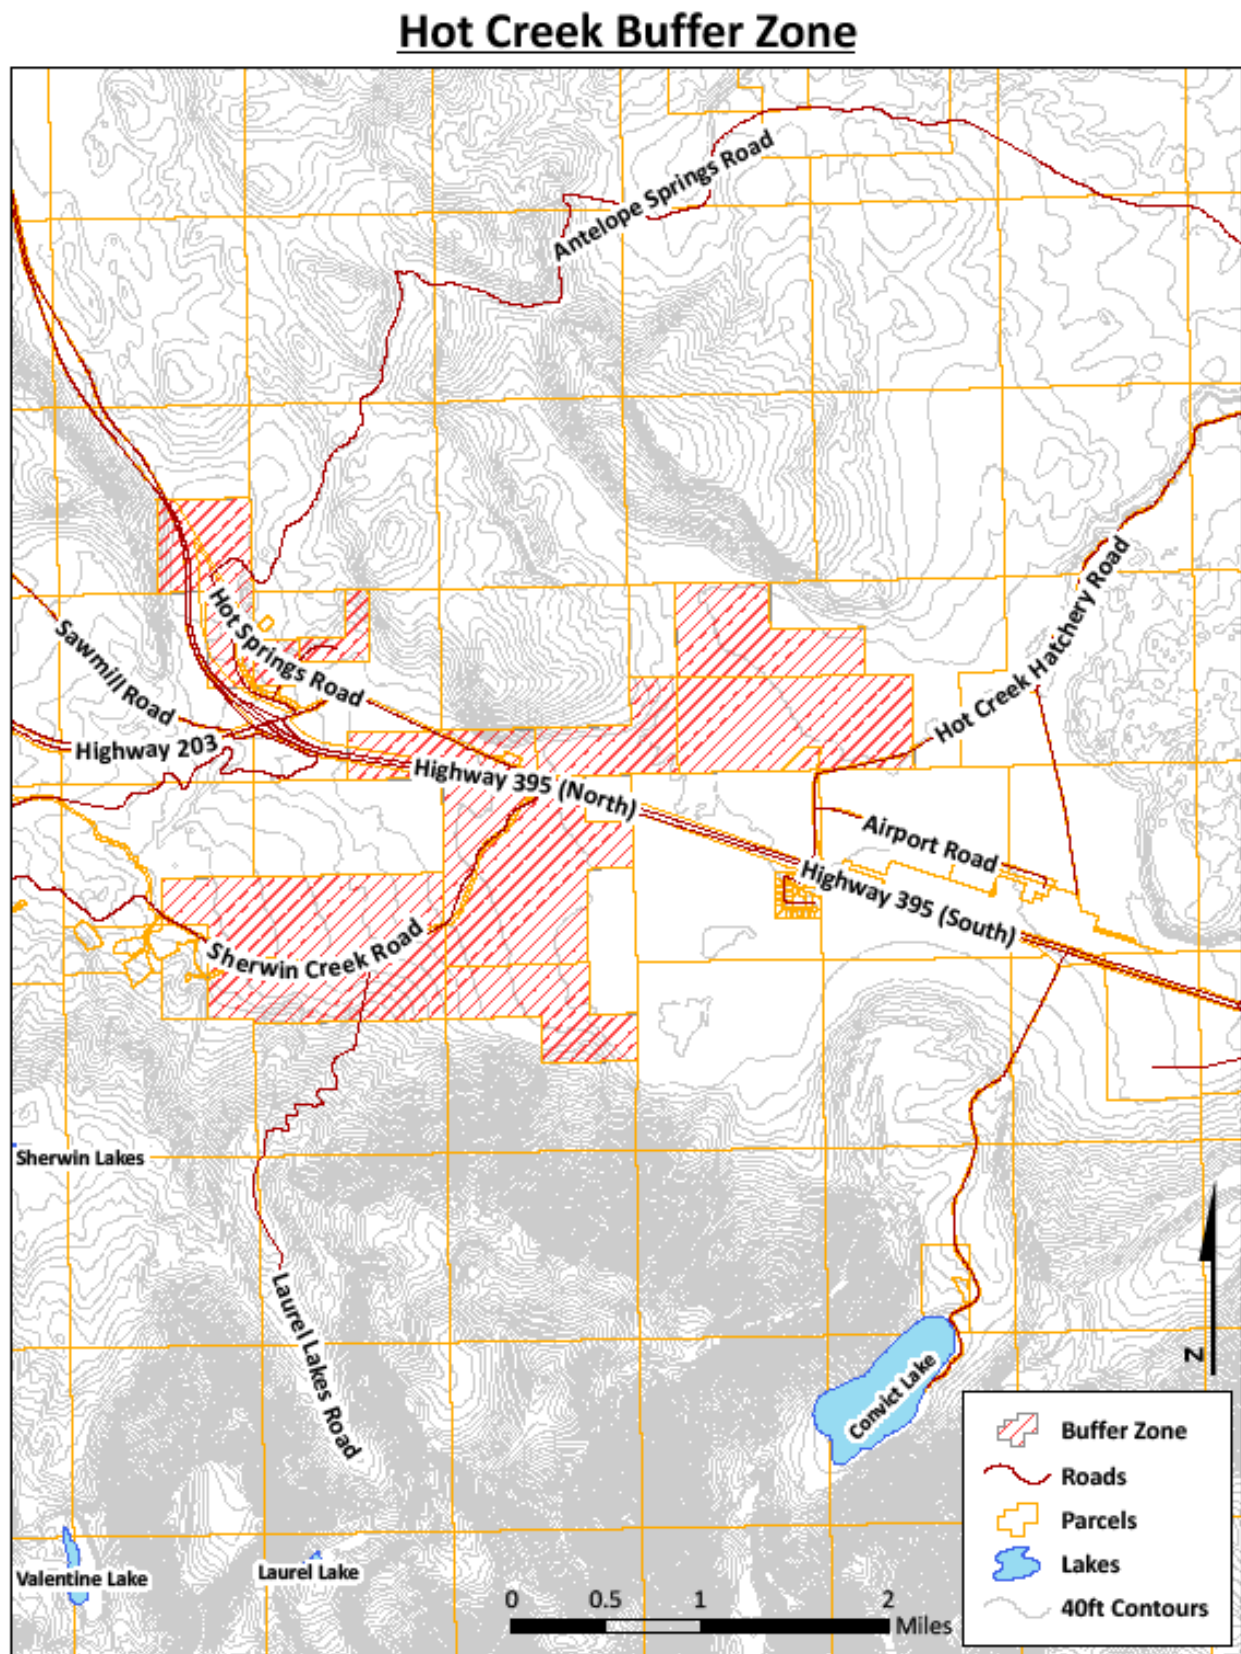 Hot Creek Buffer Zone
Antelope Springs Road
Hot Creek Hatchery Road
Hot Springs Road
Sawmill Road
Highway 203
Highway 395 (North)
Airport Road
Highway 395 (South)
Sherwin Creek Road
Sherwin Lakes
Laurel Lakes Road
Convict Lake
Valentine Lake
Laurel Lake
N
Buffer Zone
Roads
Parcels
Lakes
40ft Contours
0 0.5 1 2
Miles